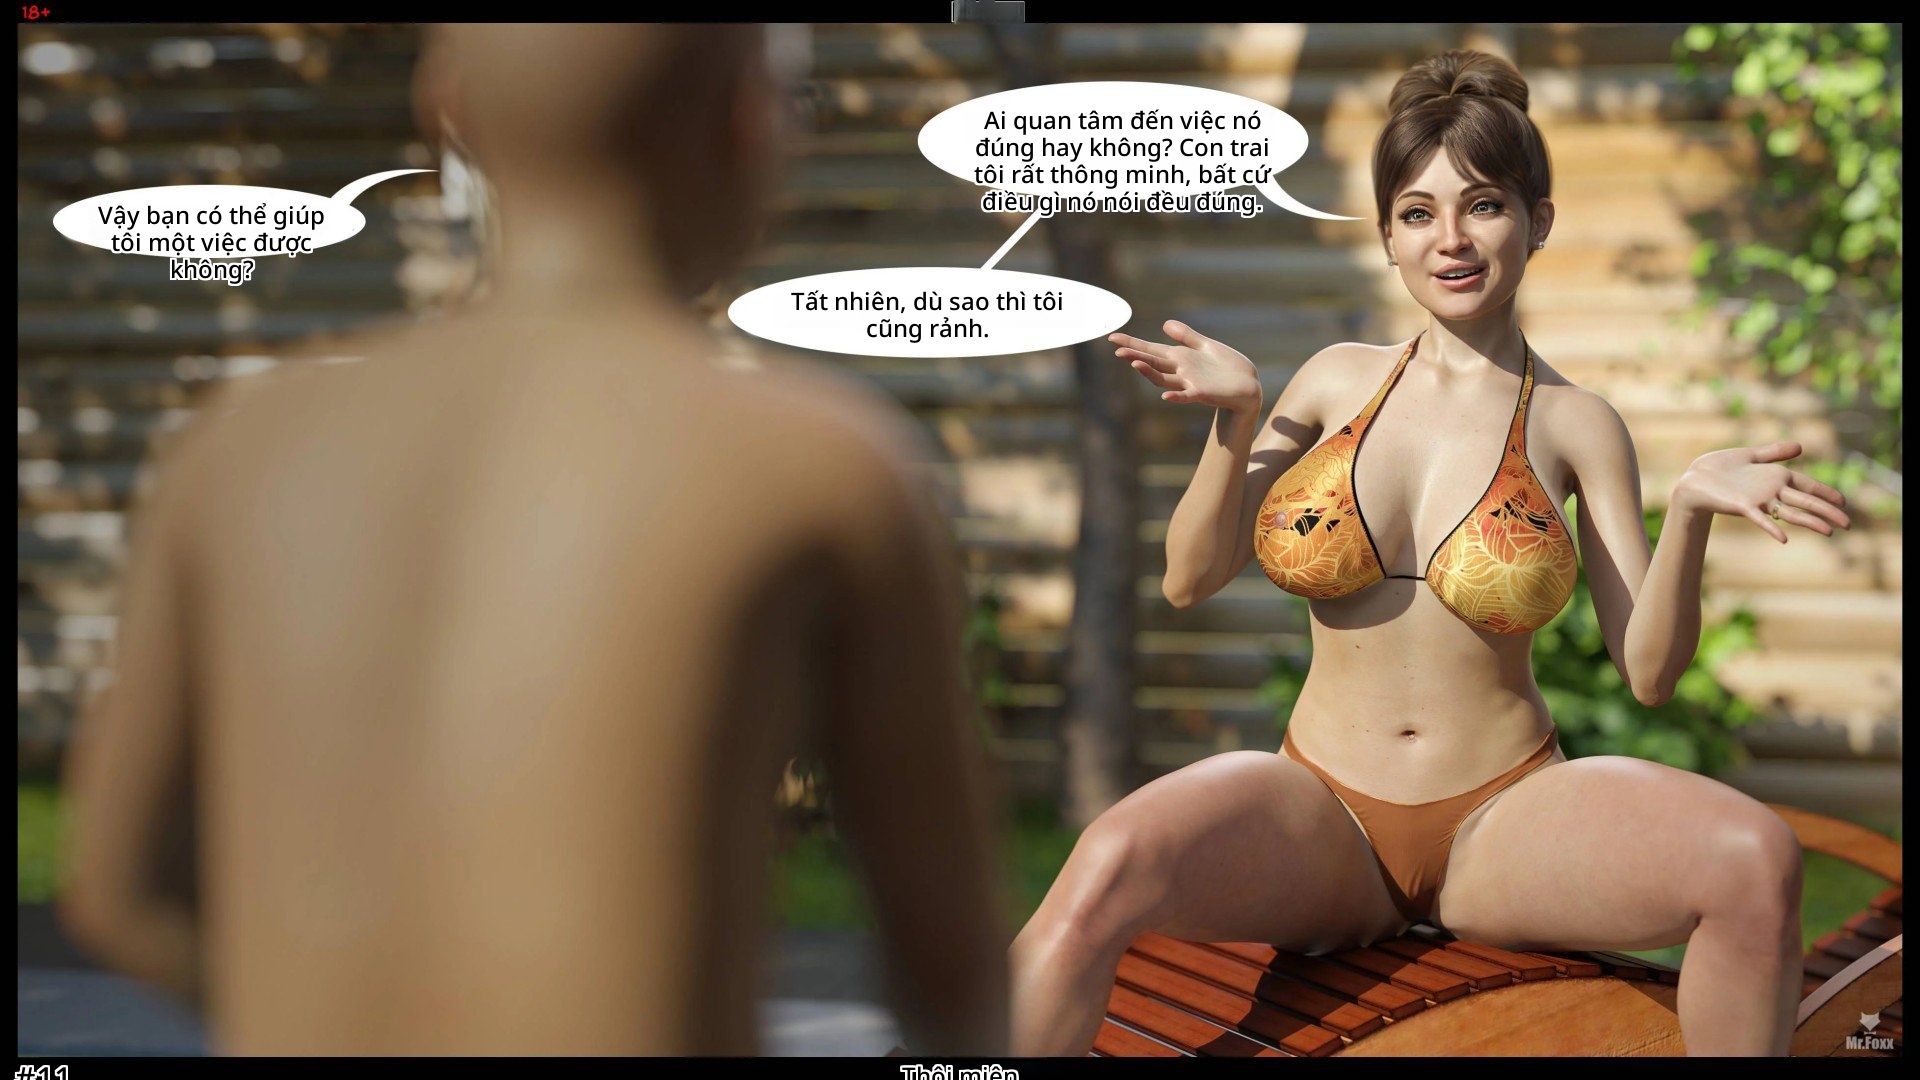 18+
Vậy bạn có thể giúp
tôi một việc được
không?
Ai quan tâm đến việc nó
đúng hay không? Con trai
tôi rất thông minh, bất cứ
điều gì nó nói đều đúng.
Tất nhiên, dù sao thì tôi
cũng rảnh.
Mr.Foxx
#11
Thôi miên